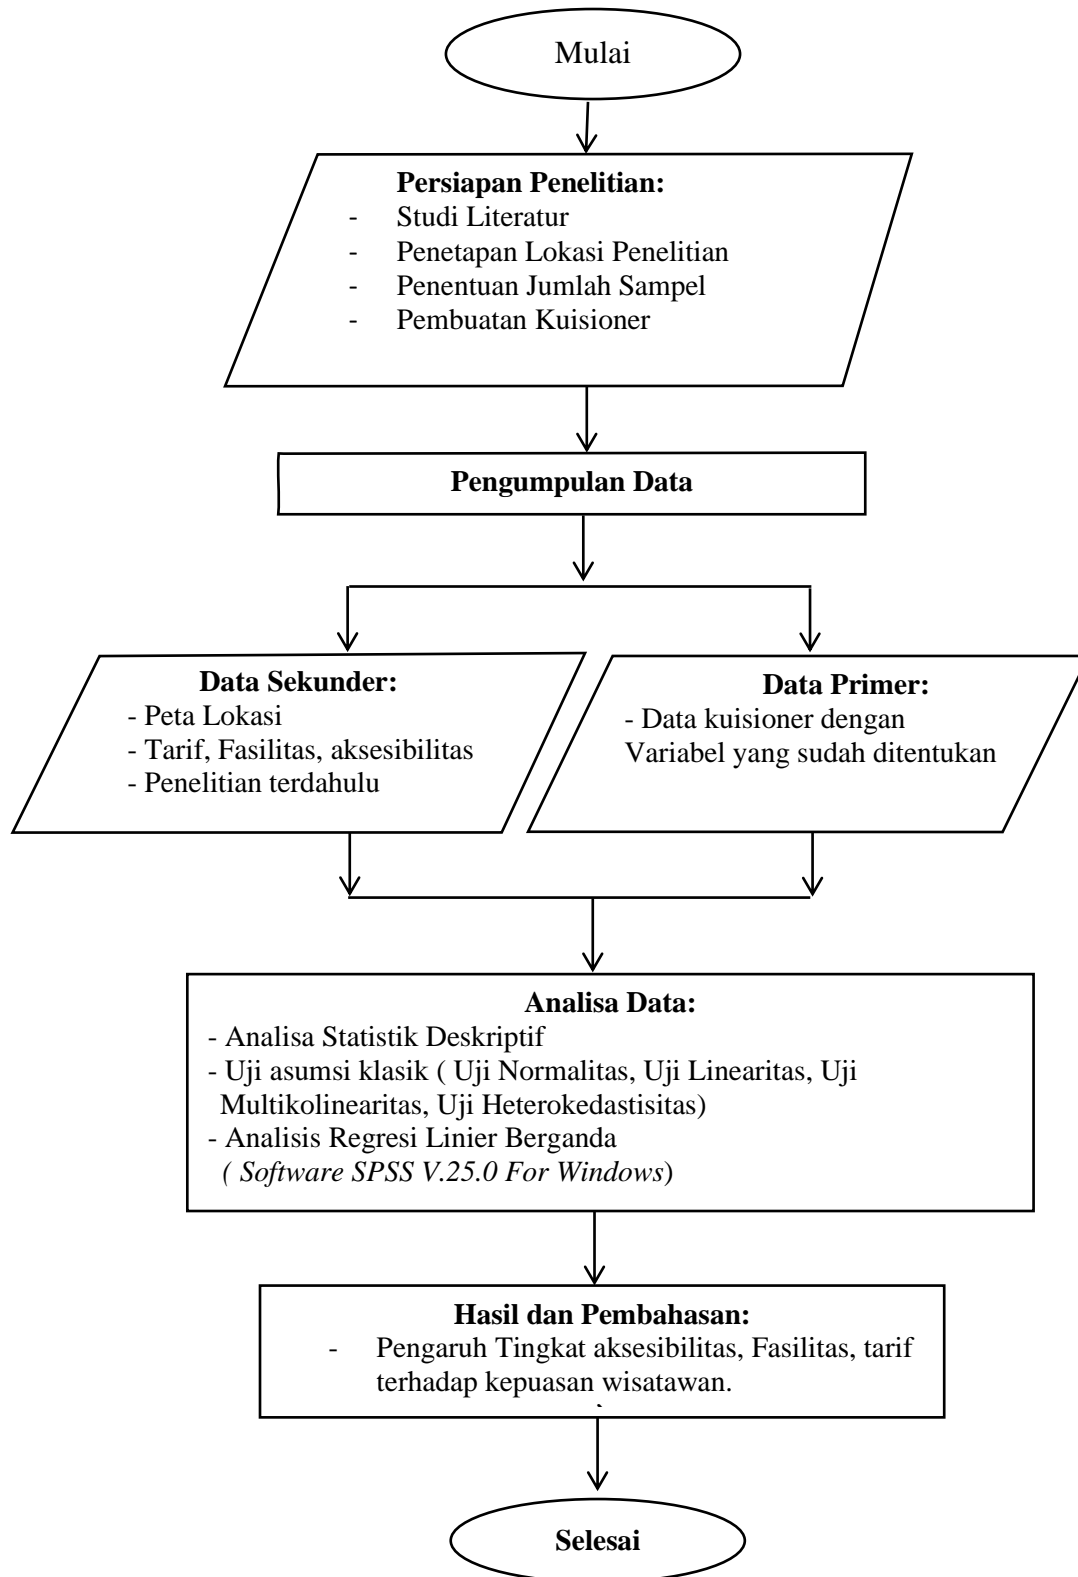 Mulai
Persiapan Penelitian:
- Studi Literatur
- Penetapan Lokasi Penelitian
- Penentuan Jumlah Sampel
- Pembuatan Kuisioner
Pengumpulan Data
Data Sekunder:
- Peta Lokasi
- Tarif, Fasilitas, aksesibilitas
- Penelitian terdahulu
Data Primer:
- Data kuisioner dengan
Variabel yang sudah ditentukan
Analisa Data:
- Analisa Statistik Deskriptif
- Uji asumsi klasik ( Uji Normalitas, Uji Linearitas, Uji
Multikolinearitas, Uji Heterokedastisitas)
- Analisis Regresi Linier Berganda
( Software SPSS V.25.0 For Windows)
Hasil dan Pembahasan:
- Pengaruh Tingkat aksesibilitas, Fasilitas, tarif
terhadap kepuasan wisatawan.
Selesai